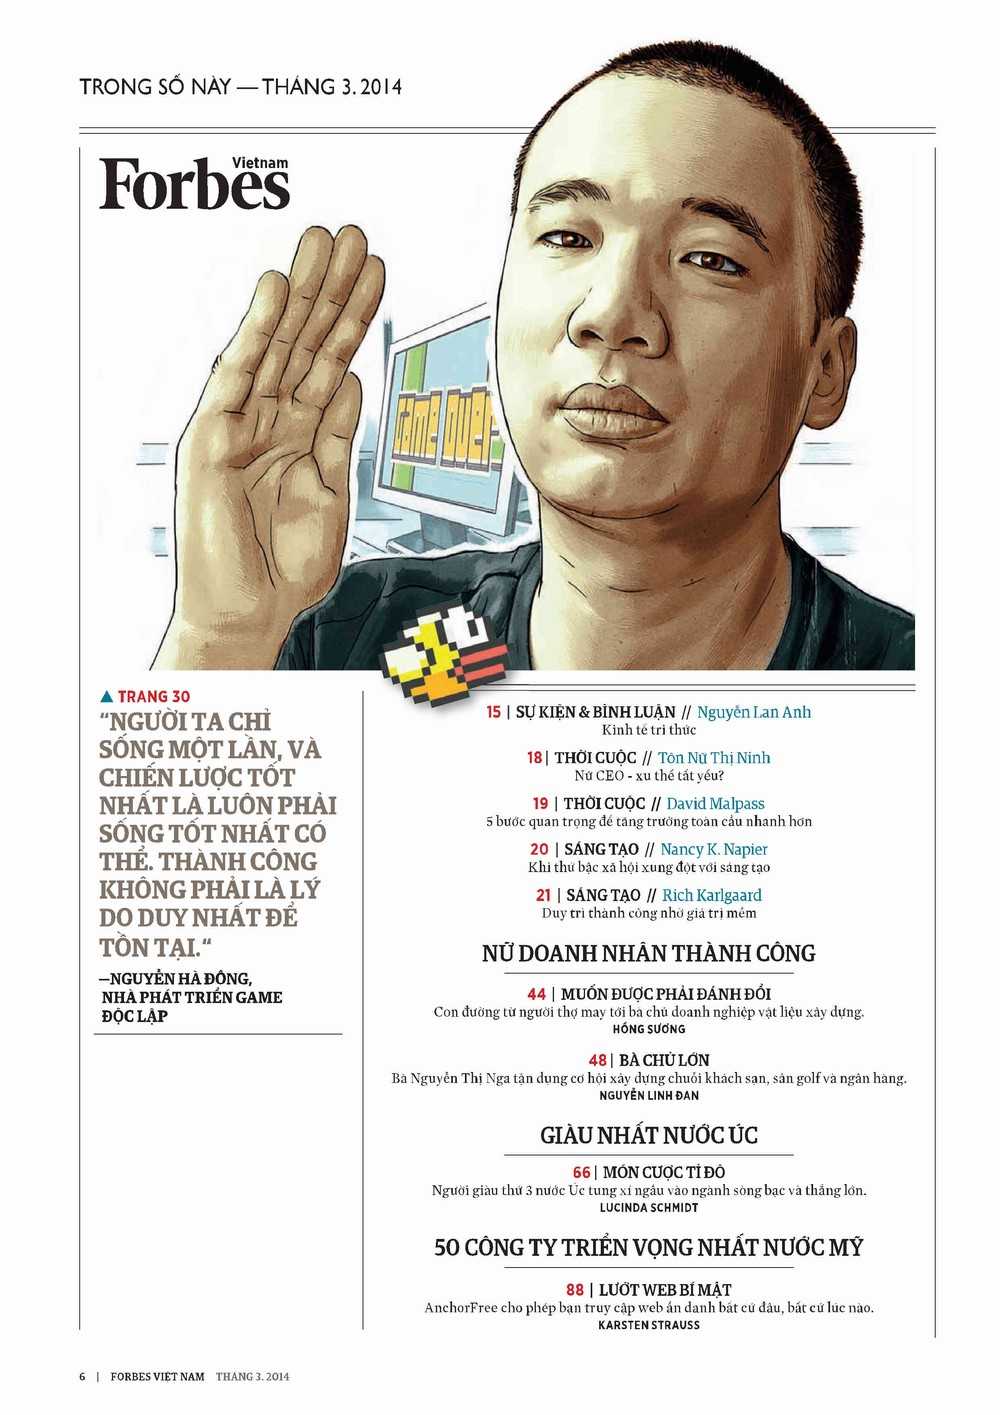 TRONG SỐ NÀY — THÁNG 3. 2014
Forbes Vietnam
GAME OVER
▲ TRANG 30
“NGƯỜI TA CHỈ
SỐNG MỘT LẦN, VÀ
CHIẾN LƯỢC TỐT
NHẤT LÀ LUÔN PHẢI
SỐNG TỐT NHẤT CÓ
THỂ. THÀNH CÔNG
KHÔNG PHẢI LÀ LÝ
DO DUY NHẤT ĐỂ
TỒN TẠI.“
—NGUYỄN HÀ ĐÔNG,
NHÀ PHÁT TRIỂN GAME
ĐỘC LẬP
15 | SỰ KIỆN & BÌNH LUẬN // Nguyễn Lan Anh
Kinh tế tri thức
18 | THỜI CUỘC // Tôn Nữ Thị Ninh
Nữ CEO - xu thế tất yếu?
19 | THỜI CUỘC // David Malpass
5 bước quan trọng để tăng trưởng toàn cầu nhanh hơn
20 | SÁNG TẠO // Nancy K. Napier
Khi thứ bậc xã hội xung đột với sáng tạo
21 | SÁNG TẠO // Rich Karlgaard
Duy trì thành công nhờ giá trị mềm
NỮ DOANH NHÂN THÀNH CÔNG
44 | MUỐN ĐƯỢC PHẢI ĐÁNH ĐỔI
Con đường từ người thợ may tới bà chủ doanh nghiệp vật liệu xây dựng.
HỒNG SƯƠNG
48 | BÀ CHỦ LỚN
Bà Nguyễn Thị Nga tận dụng cơ hội xây dựng chuỗi khách sạn, sân golf và ngân hàng.
NGUYỄN LINH ĐAN
GIÀU NHẤT NƯỚC ÚC
66 | MÓN CƯỢC TỈ ĐÔ
Người giàu thứ 3 nước Úc tung xí ngầu vào ngành sòng bạc và thắng lớn.
LUCINDA SCHMIDT
50 CÔNG TY TRIỂN VỌNG NHẤT NƯỚC MỸ
88 | LƯỚT WEB BÍ MẬT
AnchorFree cho phép bạn truy cập web ẩn danh bất cứ đâu, bất cứ lúc nào.
KARSTEN STRAUSS
6 | FORBES VIỆT NAM THÁNG 3. 2014